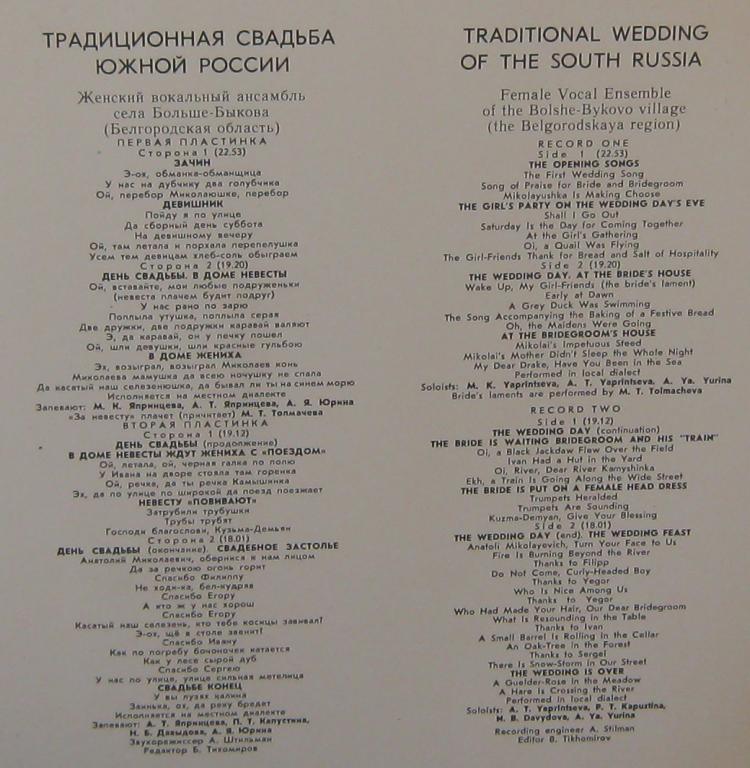 ТРАДИЦИОННАЯ СВАДЬБА
ЮЖНОЙ РОССИИ
Женский вокальный ансамбль
села Больше-Быкова
(Белгородская область)
ПЕРВАЯ ПЛАСТИНКА
Сторона 1 (22.53)
ЗАЧИН
Э-ох, обманка-обманщица
У нас на дубчику два голубчика
Ой, перебор Миколаюшке, перебор
ДЕВИШНИК
Пойду я по улице
Да сборный день суббота
На девишному вечеру
Ой, там летала и порхала перепелушка
Усем тем девицам хлеб-соль обыграем
Сторона 2 (19.20)
ДЕНЬ СВАДЬБЫ. В ДОМЕ НЕВЕСТЫ
Ой, вставайте, мои любые подруженьки
(невеста плачем будит подруг)
У нас рано по зарю
Поплыла утушка, поплыла серая
Две дружки, две подружки каравай валяют
Э, да каравай, он у печку пошел
Ой, шли девушки, шли красные гульбою
В ДОМЕ ЖЕНИХА
Эх, возыграл, возыграл Миколаев конь
Миколаева мамушка да всею ночушку не спала
Да касатый наш селезенюшка, да бывал ли ты на синем морю
Исполняется на местном диалекте
Запевают: М. К. Япринцева, А. Т. Япринцева, А. Я. Юрина
«За невесту» плачет (причитает) М. Т. Толмачева
ВТОРАЯ ПЛАСТИНКА
Сторона 1 (19.12)
ДЕНЬ СВАДЬБЫ (продолжение)
В ДОМЕ НЕВЕСТЫ ЖДУТ ЖЕНИХА С «ПОЕЗДОМ»
Ой, летала, ой, черная галка по полю
У Ивана на дворе стояла там горенка
Ой, речка, да ты речка Камышинка
Эх, да по улице по широкой да поезд поезжает
НЕВЕСТУ «ПОВИВАЮТ»
Затрубили трубушки
Трубы трубят
Господи благослови, Кузьма-Демьян
Сторона 2 (18.01)
ДЕНЬ СВАДЬБЫ (окончание). СВАДЕБНОЕ ЗАСТОЛЬЕ
Анатолий Миколаевич, обернися к нам лицом
Да за речкою огонь горит
Спасибо Филиппу
Не ходи-ка, бел-кудряв
Спасибо Егору
А кто ж у нас хорош
Спасибо Егору
Касатый наш селезень, кто тебе косицы завивал?
Э-ох, щё в столе звенит?
Спасибо Ивану
Как по погребу бочоночек катается
Как у лесе сырой дуб
Спасибо Сергею
У нас по улице, улице сильная метелица
СВАДЬБЕ КОНЕЦ
У вы лузях калина
Заинька, ох, да реку бредет
Исполняется на местном диалекте
Запевают: А. Т. Япринцева, П. Т. Капустина,
Н. Б. Давыдова, А. Я. Юрина
Звукорежиссер А. Штильман
Редактор Б. Тихомиров
TRADITIONAL WEDDING
OF THE SOUTH RUSSIA
Female Vocal Ensemble
of the Bolshe-Bykovo village
(the Belgorodskaya region)
RECORD ONE
Side 1 (22.53)
THE OPENING SONGS
The First Wedding Song
Song of Praise for Bride and Bridegroom
Mikolayushka Is Making Choose
THE GIRL'S PARTY ON THE WEDDING DAY'S EVE
Shall I Go Out
Saturday Is the Day for Coming Together
At the Girl's Gathering
Oi, a Quail Was Flying
The Girl-Friends Thank for Bread and Salt of Hospitality
Side 2 (19.20)
THE WEDDING DAY. AT THE BRIDE'S HOUSE
Wake Up, My Girl-Friends (the bride's lament)
Early at Dawn
A Grey Duck Was Swimming
The Song Accompanying the Baking of a Festive Bread
Oh, the Maidens Were Going
AT THE BRIDEGROOM'S HOUSE
Mikolai's Impetuous Steed
Mikolai's Mother Didn't Sleep the Whole Night
My Dear Drake, Have You Been in the Sea
Performed in local dialect
Soloists: M. K. Yaprintseva, A. T. Yaprintseva, A. Ya. Yurina
Bride's laments are performed by M. T. Tolmacheva
RECORD TWO
Side 1 (19.12)
THE WEDDING DAY (continuation)
THE BRIDE IS WAITING BRIDEGROOM AND HIS "TRAIN"
Oi, a Black Jackdaw Flew Over the Field
Ivan Had a Hut in the Yard
Oi, River, Dear River Kamyshinka
Ekh, a Train Is Going Along the Wide Street
THE BRIDE IS PUT ON A FEMALE HEAD DRESS
Trumpets Heralded
Trumpets Are Sounding
Kuzma-Demyan, Give Your Blessing
Side 2 (18.01)
THE WEDDING DAY (end). THE WEDDING FEAST
Anatoli Mikolayevich, Turn Your Face to Us
Fire Is Burning Beyond the River
Thanks to Filipp
Do Not Come, Curly-Headed Boy
Thanks to Yegor
Who Is Nice Among Us
Thanks to Yegor
Who Had Made Your Hair, Our Dear Bridegroom
What Is Resounding in the Table
Thanks to Ivan
A Small Barrel Is Rolling in the Cellar
An Oak-Tree in the Forest
Thanks to Sergei
There Is Snow-Storm in Our Street
THE WEDDING IS OVER
A Guelder-Rose in the Meadow
A Hare Is Crossing the River
Performed in local dialect
Soloists: A. T. Yaprintseva, P. T. Kapustina,
N. B. Davydova, A. Ya. Yurina
Recording engineer A. Stilman
Editor B. Tikhomirov